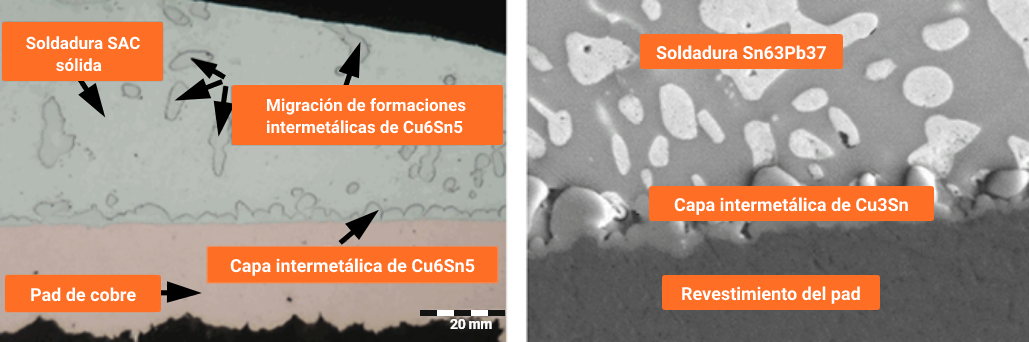 Soldadura SAC
sólida
Migración de formaciones
intermetálicas de Cu6Sn5
Capa intermetálica de Cu6Sn5
Pad de cobre
20 mm
Soldadura Sn63Pb37
Capa intermetálica de Cu3Sn
Revestimiento del pad